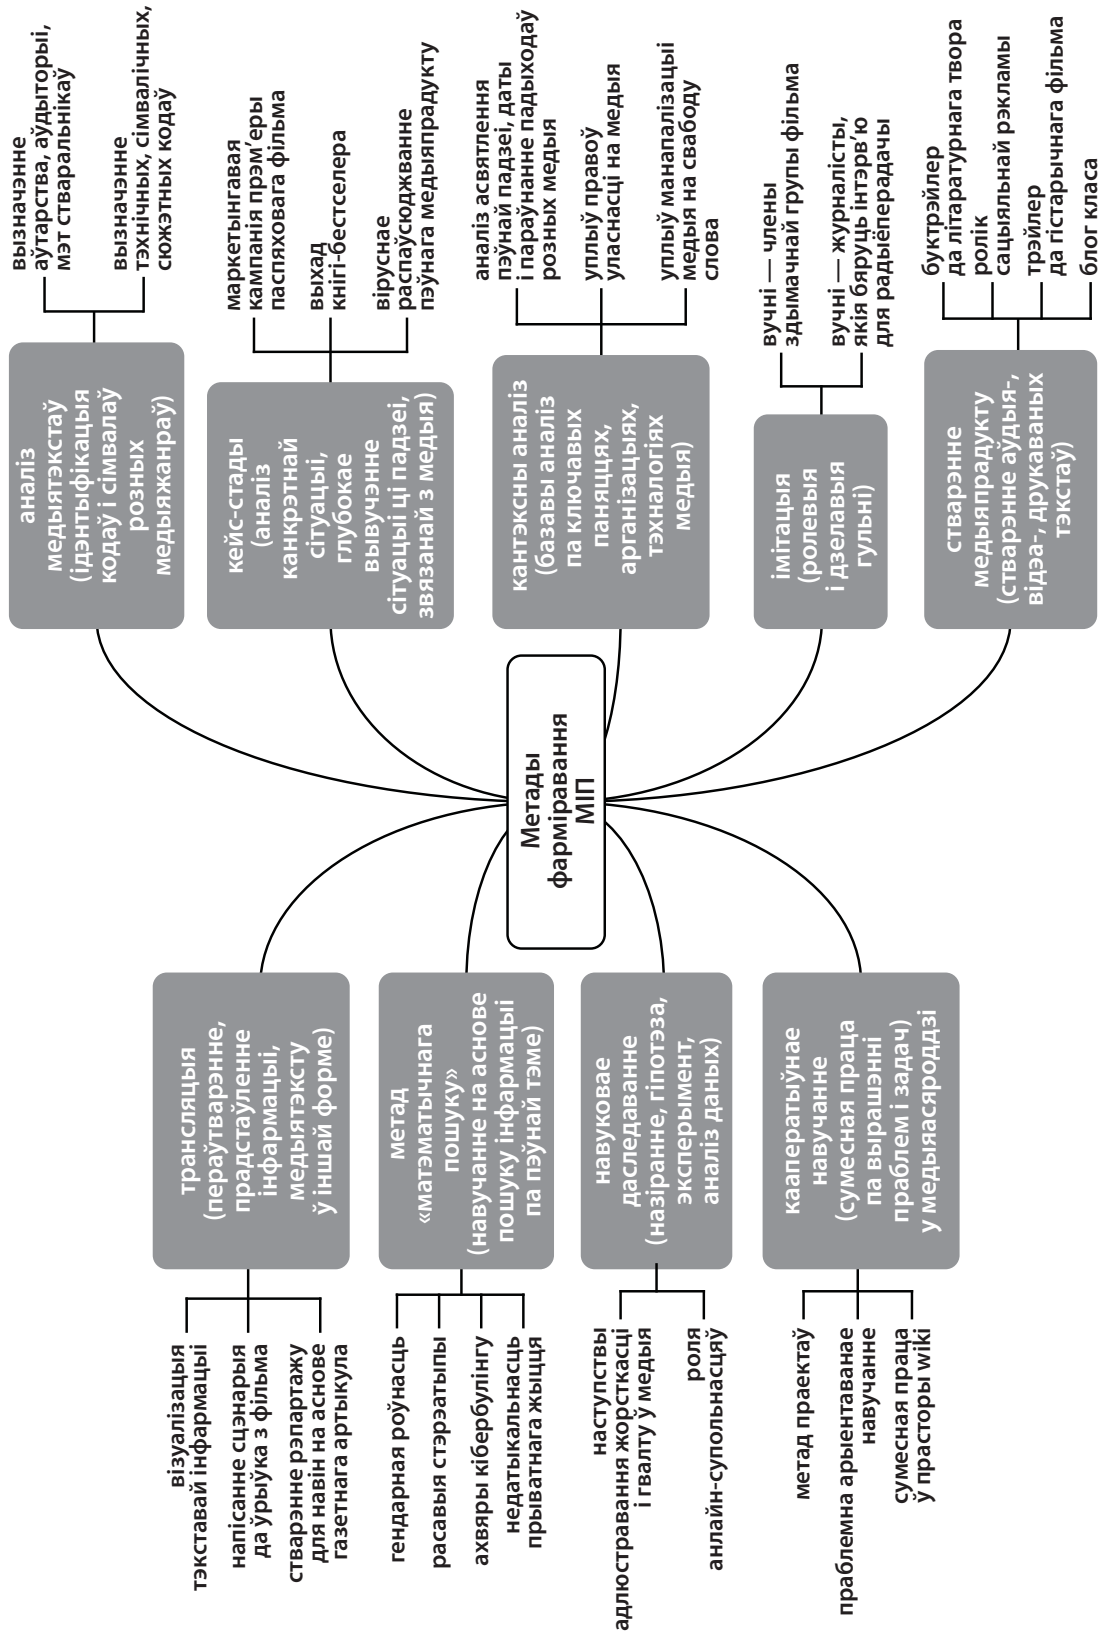 Метады
фарміравання
МІП
трансляцыя
(пераўтварэнне,
прадстаўленне
інфармацыі,
медыятэксту
ў іншай форме)
візуалізацыя
тэкставай інфармацыі
напісанне сцэнарыя
да ўрыўка з фільма
стварэнне рэпартажу
для навін на аснове
газетнага артыкула
метад
«матэматычнага
пошуку»
(навучанне на аснове
пошуку інфармацыі
па пэўнай тэме)
гендарная роўнасць
расавыя стэрэатыпы
ахвяры кібербулінгу
недатыкальнасць
прыватнага жыцця
навуковае
даследаванне
(назіранне, гіпотэза,
эксперымент,
аналіз даных)
наступствы
адлюстравання жорсткасці
і гвалту ў медыя
роля
анлайн-супольнасцяў
кааператыўнае
навучанне
(сумесная праца
па вырашэнні
праблем і задач)
у медыяасяроддзі
метад праектаў
праблемна арыентаванае
навучанне
сумесная праца
ў прасторы wiki
аналіз
медыятэкстаў
(ідэнтыфікацыя
кодаў і сімвалаў
розных
медыяжанраў)
вызначэнне
аўтарства, аўдыторыі,
мэт стваральнікаў
вызначэнне
тэхнічных, сімвалічных,
сюжэтных кодаў
кейс-стады
(аналіз
канкрэтнай
сітуацыі,
глубокае
вывучэнне
сітуацыі ці падзеі,
звязанай з медыя)
маркетынгавая
кампанія прэм’еры
паспяховага фільма
выхад
кнігі-бестселера
віруснае
распаўсюджванне
пэўнага медыяпрадукту
кантэксны аналіз
(базавы аналіз
па ключавых
паняццях,
арганізацыях,
тэхналогіях
медыя)
аналіз асвятлення
пэўнай падзеі, даты
і параўнанне падыходаў
розных медыя
уплыў правоў
уласнасці на медыя
уплыў манапалізацыі
медыя на свабоду
слова
імітацыя
(ролевыя
і дзелавыя
гульні)
вучні — члены
здымачнай групы фільма
вучні — журналісты,
якія бяруць інтэрв’ю
для радыёперадачы
стварэнне
медыяпрадукту
(стварэнне аўдыя-,
відэа-, друкаваных
тэкстаў)
буктрэйлер
да літаратурнага твора
ролік
сацыяльнай рэкламы
трэйлер
да гістарычнага фільма
блог класа